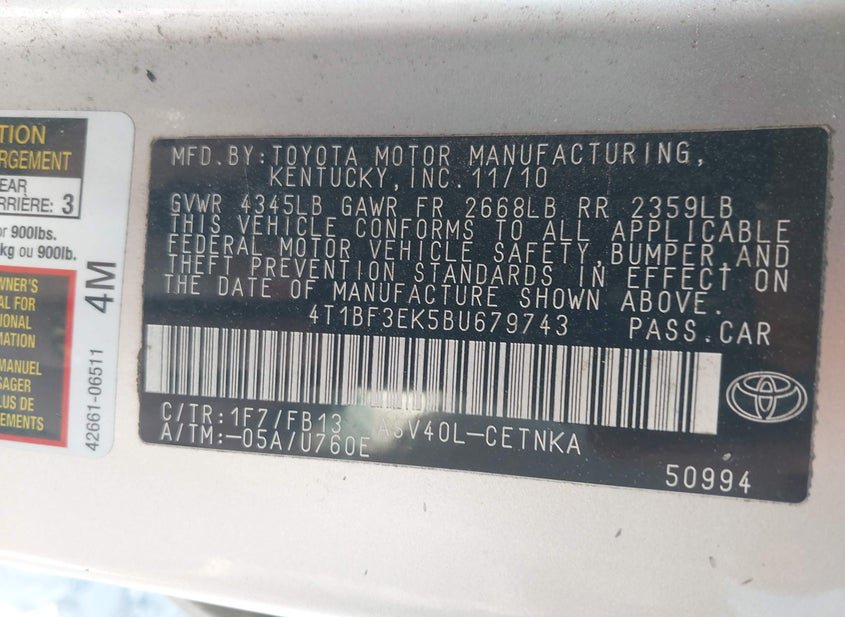 TION
RGEMENT
EAR
RRIÈRE: 3
or 900lbs.
kg ou 900lb.
WNER'S
AL FOR
IONAL
MATION
MANUEL
SAGER
LUS DE
EMENTS
4M
42661-06511
MFD. BY: TOYOTA MOTOR MANUFACTURING,
KENTUCKY, INC. 11/10
GVWR 4345LB GAWR FR 2668LB RR 2359LB
THIS VEHICLE CONFORMS TO ALL APPLICABLE
FEDERAL MOTOR VEHICLE SAFETY, BUMPER, AND
THEFT PREVENTION STANDARDS IN EFFECT ON
THE DATE OF MANUFACTURE SHOWN ABOVE.
4T1BF3EK5BU679743 PASS. CAR
C/TR: 1F7/FB13 ASV40L-CETNKA
A/TM: -05A/U760E
50994